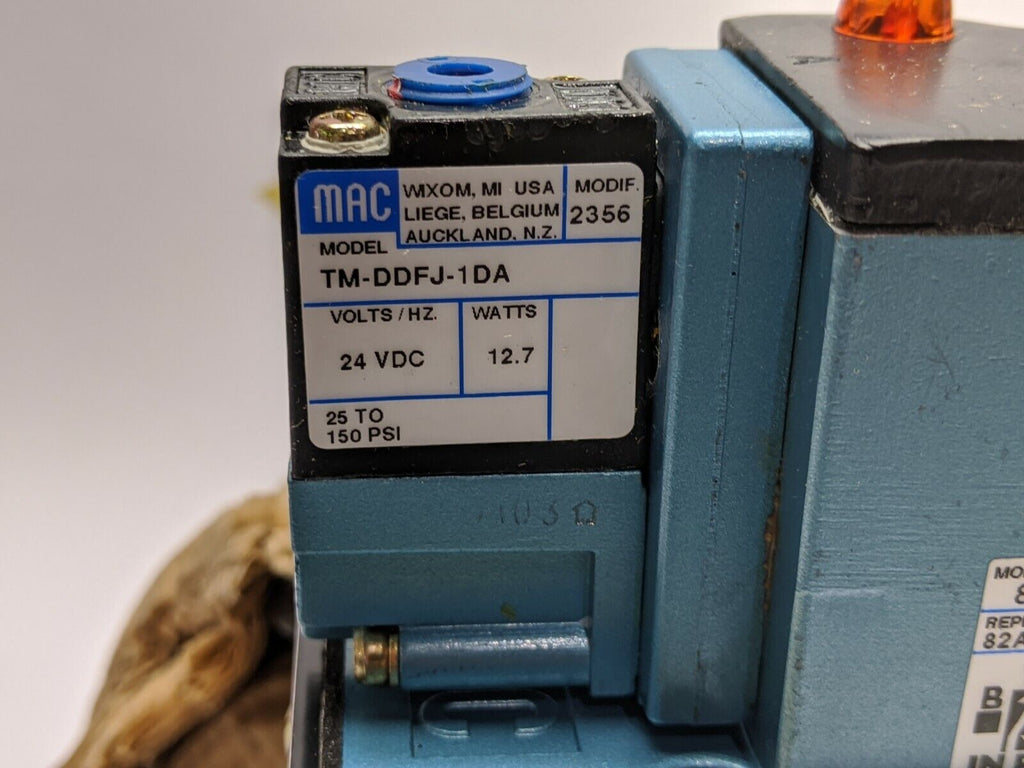 MAC
WIXOM, MI USA
LIEGE, BELGIUM
AUCKLAND, N.Z.
MODIF.
2356
MODEL
TM-DDFJ-1DA
VOLTS / HZ.
24 VDC
WATTS
12.7
25 TO
150 PSI
82A
B